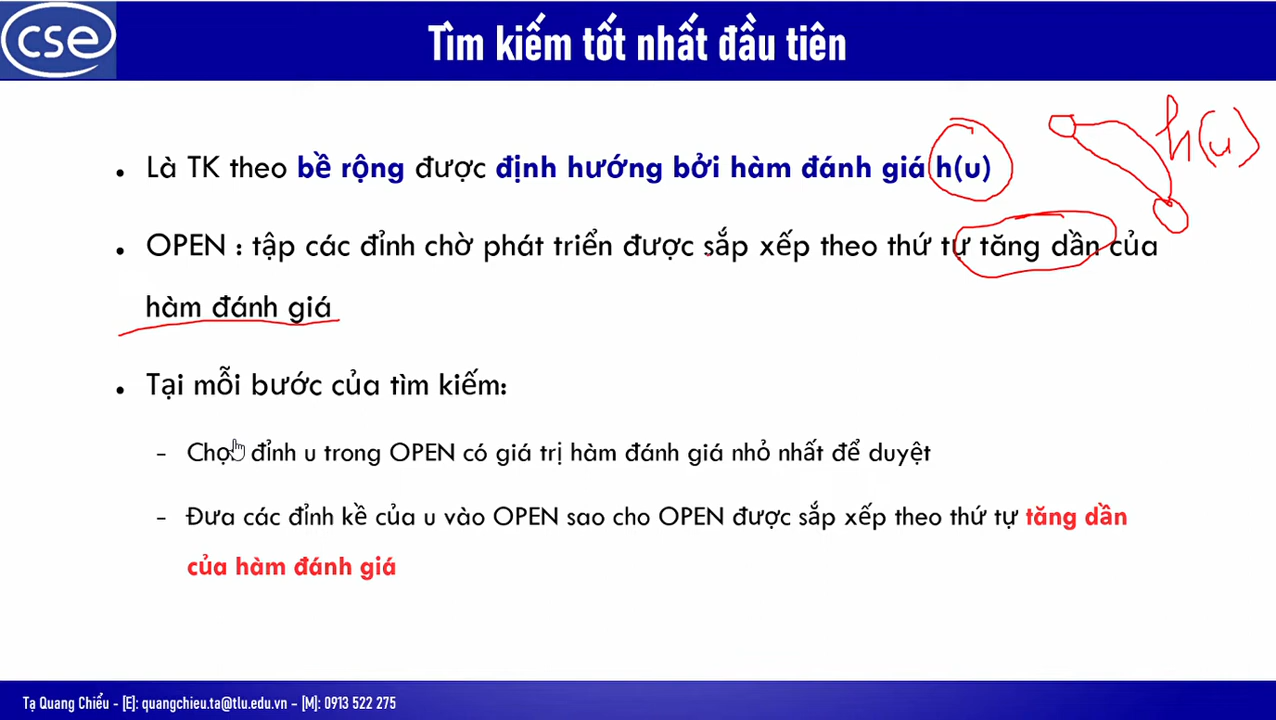 cse
Tìm kiếm tốt nhất đầu tiên
• Là TK theo bề rộng được định hướng bởi hàm đánh giá h(u)
h(u)
• OPEN : tập các đỉnh chờ phát triển được sắp xếp theo thứ tự tăng dần của
hàm đánh giá
• Tại mỗi bước của tìm kiếm:
– Chọn đỉnh u trong OPEN có giá trị hàm đánh giá nhỏ nhất để duyệt
– Đưa các đỉnh kề của u vào OPEN sao cho OPEN được sắp xếp theo thứ tự tăng dần
của hàm đánh giá
Tạ Quang Chiểu - [E]: quangchieu.ta@tlu.edu.vn – [M]: 0913 522 275